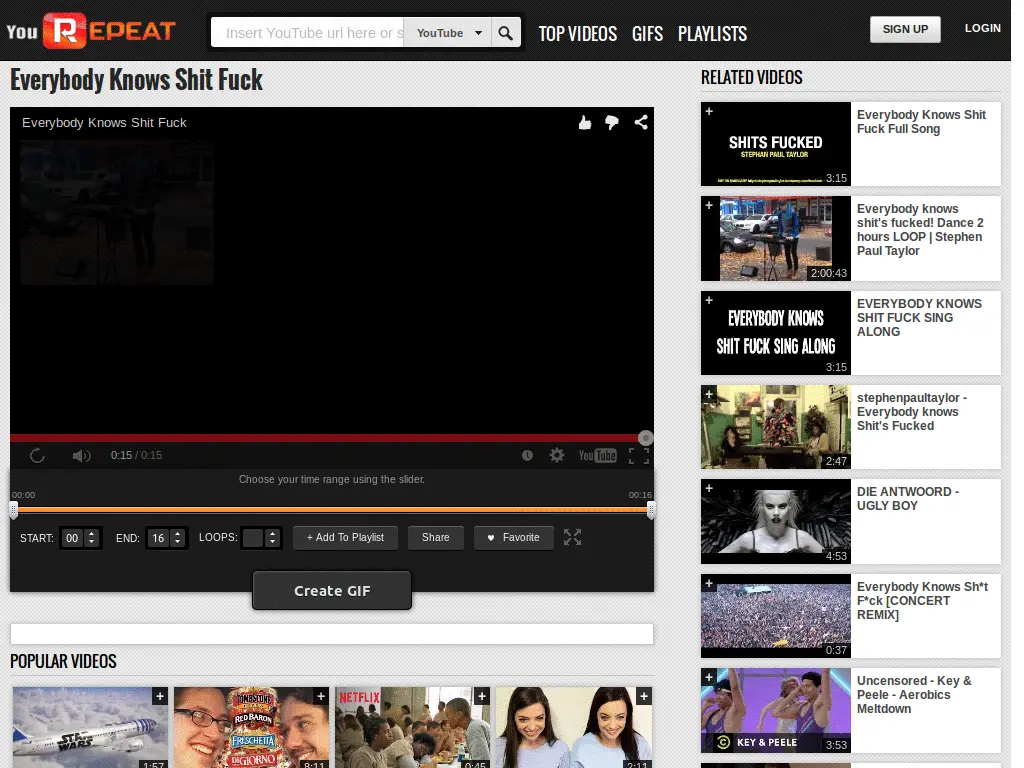 You REPEAT
Insert YouTube url here or s
YouTube
TOP VIDEOS
GIFS
PLAYLISTS
SIGN UP
LOGIN
Everybody Knows Shit Fuck
Everybody Knows Shit Fuck
0:15 / 0:15
YouTube
Choose your time range using the slider.
00:00
00:16
START:
00
END:
16
LOOPS:
+ Add To Playlist
Share
Favorite
Create GIF
POPULAR VIDEOS
STAR
WARS
1:57
TOMBSTONE
RED BARON
FRESCHETTA
DIGIORNO
8:11
NETFLIX
0:45
2:11
RELATED VIDEOS
SHITS FUCKED
STEPHAN PAUL TAYLOR
3:15
Everybody Knows Shit
Fuck Full Song
2:00:43
Everybody knows
shit's fucked! Dance 2
hours LOOP | Stephen
Paul Taylor
EVERYBODY KNOWS
SHIT FUCK SING ALONG
3:15
EVERYBODY KNOWS
SHIT FUCK SING
ALONG
2:47
stephenpaultaylor -
Everybody knows
Shit's Fucked
4:53
DIE ANTWOORD -
UGLY BOY
0:37
Everybody Knows Sh*t
F*ck [CONCERT
REMIX]
KEY & PEELE
3:53
Uncensored - Key &
Peele - Aerobics
Meltdown